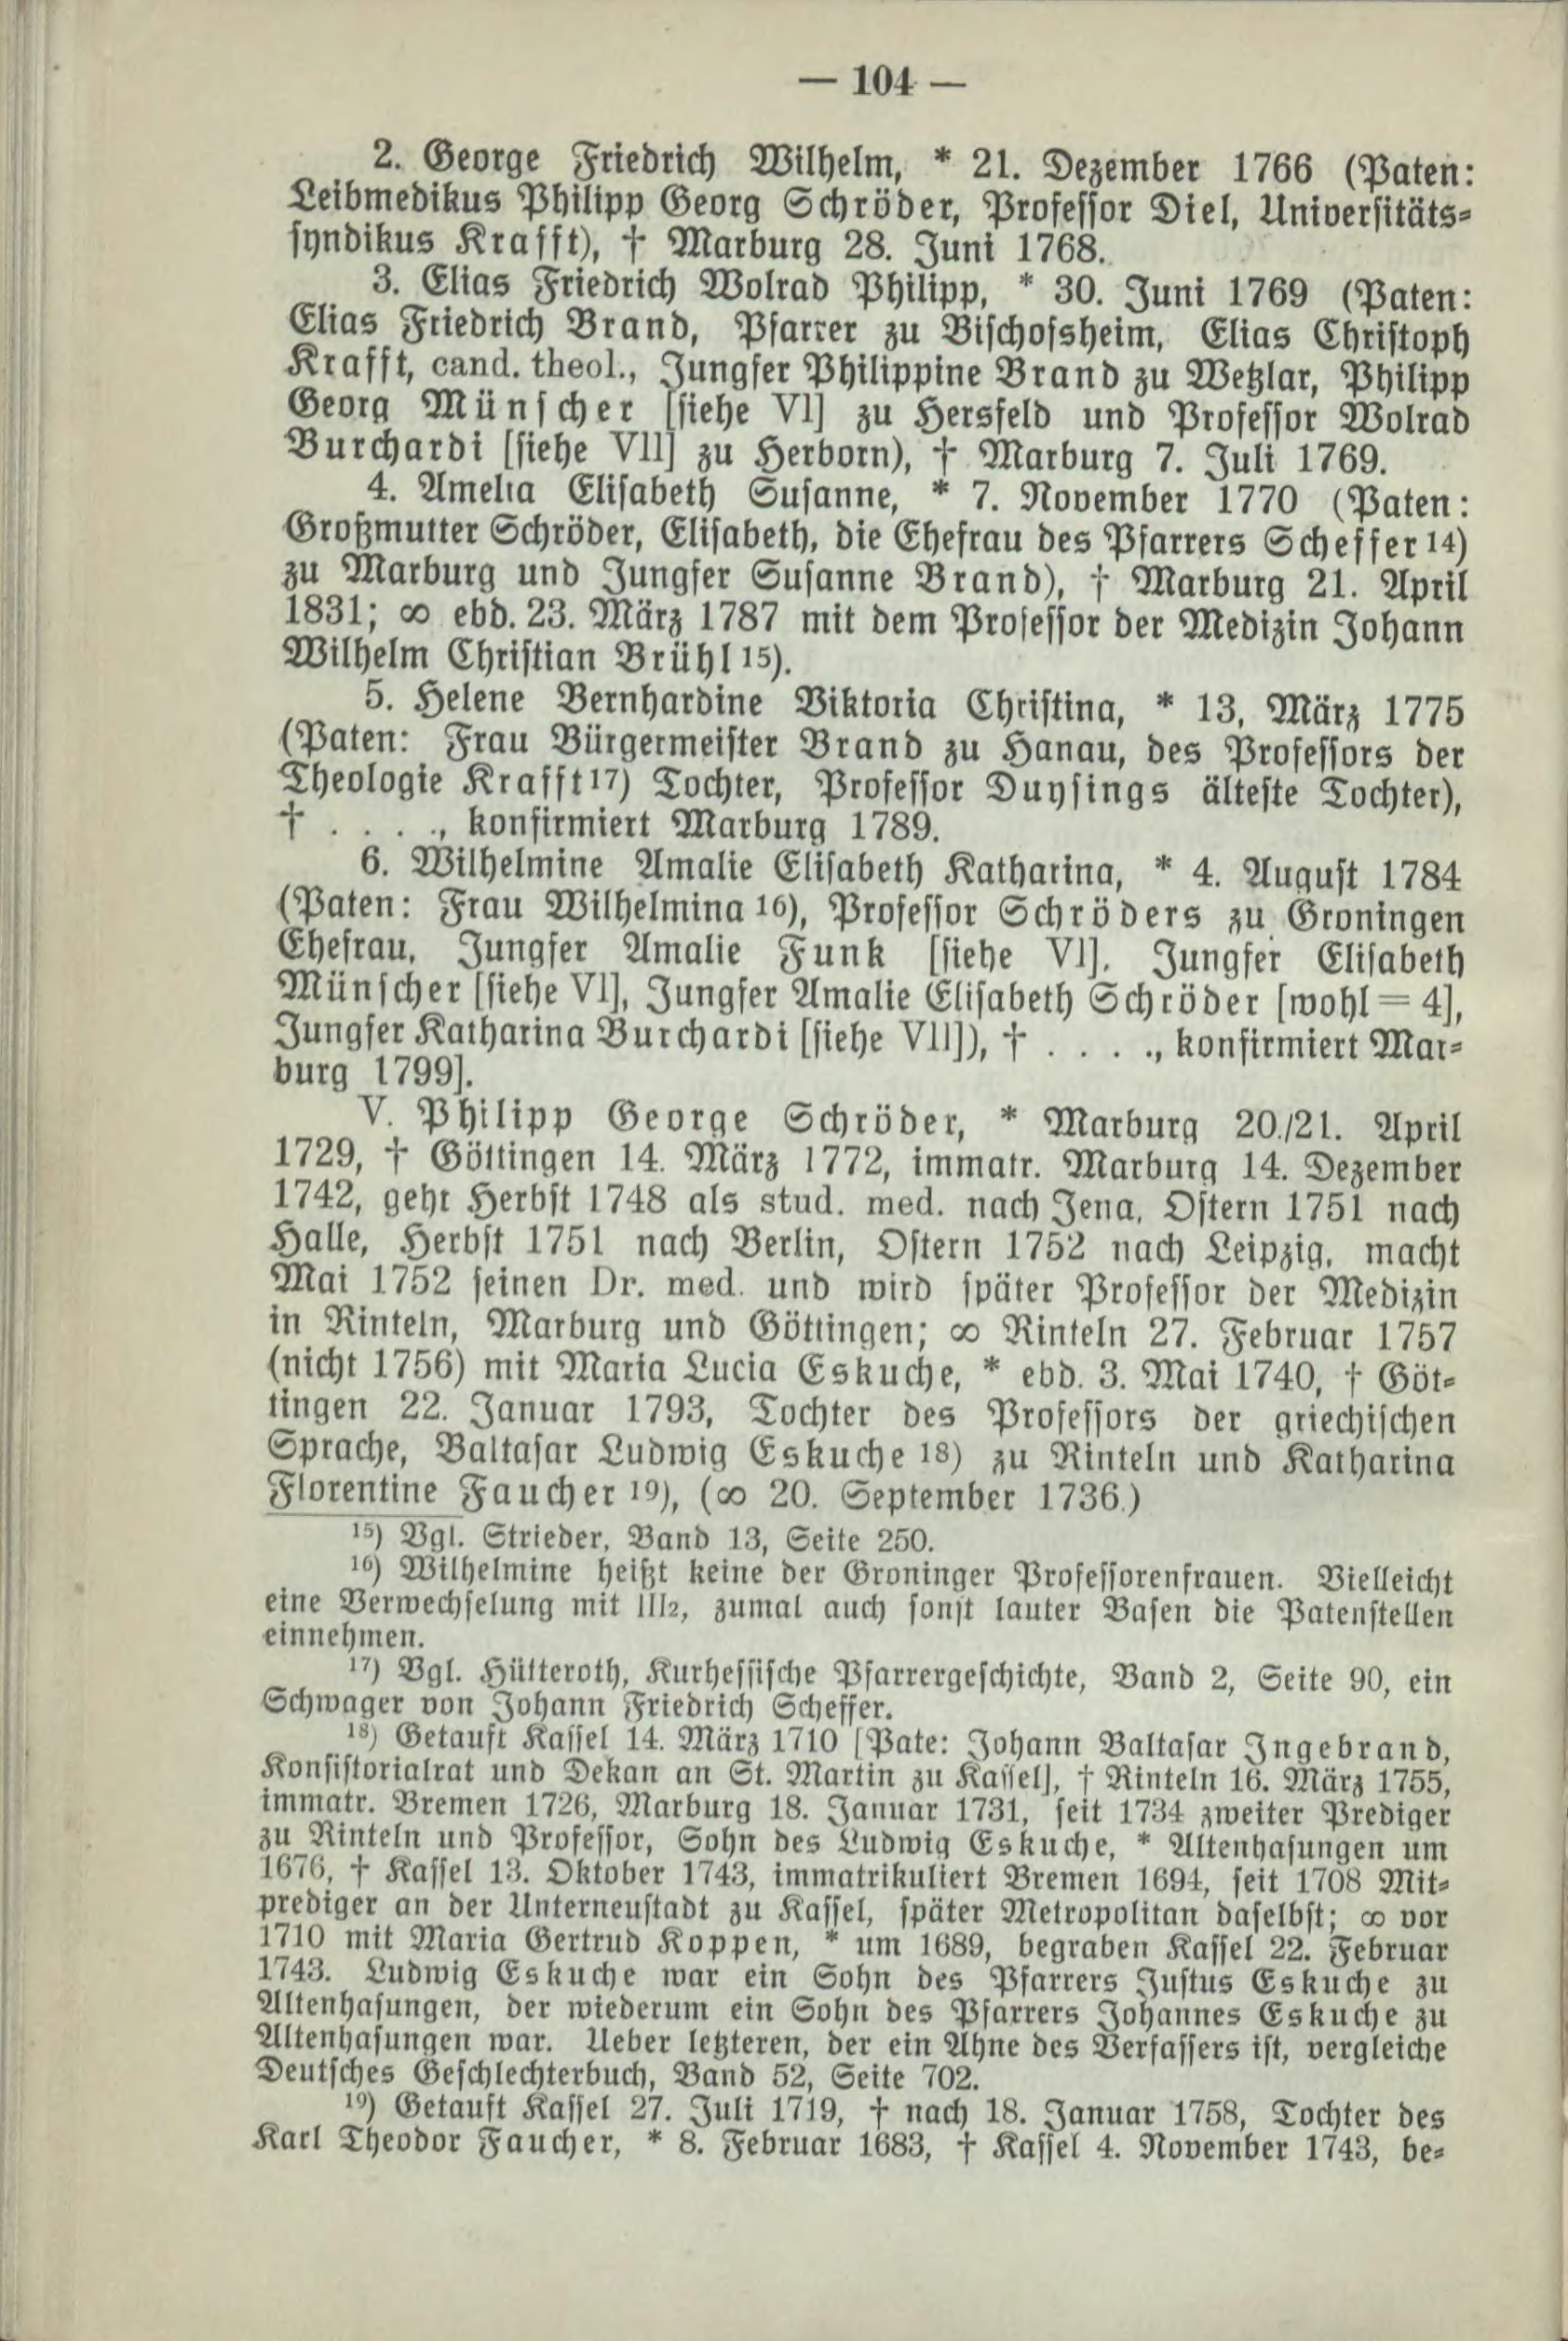 — 104 —
2. George Friedrich Wilhelm, * 21. Dezember 1766 (Paten:
Leibmedikus Philipp Georg Schröder, Professor Diel, Universitäts-
syndikus Krafft), † Marburg 28. Juni 1768.
3. Elias Friedrich Wolrad Philipp, * 30. Juni 1769 (Paten:
Elias Friedrich Brand, Pfarrer zu Bischofsheim, Elias Christoph
Krafft, cand. theol., Jungfer Philippine Brand zu Wetzlar, Philipp
Georg Münscher [siehe VI] zu Hersfeld und Professor Wolrad
Burchardi [siehe VII] zu Herborn), † Marburg 7. Juli 1769.
4. Amelia Elisabeth Susanne, * 7. November 1770 (Paten:
Großmutter Schröder, Elisabeth, die Ehefrau des Pfarrers Scheffer 14)
zu Marburg und Jungfer Susanne Brand), † Marburg 21. April
1831; ∞ ebd. 23. März 1787 mit dem Professor der Medizin Johann
Wilhelm Christian Brühl 15).
5. Helene Bernhardine Viktoria Christina, * 13. März 1775
(Paten: Frau Bürgermeister Brand zu Hanau, des Professors der
Theologie Krafft 17) Tochter, Professor Duysings älteste Tochter),
† . . . ., konfirmiert Marburg 1789.
6. Wilhelmine Amalie Elisabeth Katharina, * 4. August 1784
(Paten: Frau Wilhelmina 16), Professor Schröders zu Groningen
Ehefrau, Jungfer Amalie Funk [siehe VI], Jungfer Elisabeth
Münscher [siehe VI], Jungfer Amalie Elisabeth Schröder [wohl = 4],
Jungfer Katharina Burchardi [siehe VII]), † . . . ., konfirmiert Mar-
burg 1799].
V. Philipp George Schröder, * Marburg 20./21. April
1729, † Göttingen 14. März 1772, immatr. Marburg 14. Dezember
1742, geht Herbst 1748 als stud. med. nach Jena, Ostern 1751 nach
Halle, Herbst 1751 nach Berlin, Ostern 1752 nach Leipzig, macht
Mai 1752 seinen Dr. med. und wird später Professor der Medizin
in Rinteln, Marburg und Göttingen; ∞ Rinteln 27. Februar 1757
(nicht 1756) mit Maria Lucia Eskuche, * ebd. 3. Mai 1740, † Göt-
tingen 22. Januar 1793, Tochter des Professors der griechischen
Sprache, Baltasar Ludwig Eskuche 18) zu Rinteln und Katharina
Florentine Faucher 19), (∞ 20. September 1736.)
15) Vgl. Strieder, Band 13, Seite 250.
16) Wilhelmine heißt keine der Groninger Professorenfrauen. Vielleicht
eine Verwechselung mit III2, zumal auch sonst lauter Basen die Patenstellen
einnehmen.
17) Vgl. Hütteroth, Kurhessische Pfarrergeschichte, Band 2, Seite 90, ein
Schwager von Johann Friedrich Scheffer.
18) Getauft Kassel 14. März 1710 [Pate: Johann Baltasar Ingebrand,
Konsistorialrat und Dekan an St. Martin zu Kassel], † Rinteln 16. März 1755,
immatr. Bremen 1726, Marburg 18. Januar 1731, seit 1734 zweiter Prediger
zu Rinteln und Professor, Sohn des Ludwig Eskuche, * Altenhasungen um
1676, † Kassel 13. Oktober 1743, immatrikuliert Bremen 1694, seit 1708 Mit-
prediger an der Unterneustadt zu Kassel, später Metropolitan daselbst; ∞ vor
1710 mit Maria Gertrud Koppen, * um 1689, begraben Kassel 22. Februar
1743. Ludwig Eskuche war ein Sohn des Pfarrers Justus Eskuche zu
Altenhasungen, der wiederum ein Sohn des Pfarrers Johannes Eskuche zu
Altenhasungen war. Ueber letzteren, der ein Ahne des Verfassers ist, vergleiche
Deutsches Geschlechterbuch, Band 52, Seite 702.
19) Getauft Kassel 27. Juli 1719, † nach 18. Januar 1758, Tochter des
Karl Theodor Faucher, * 8. Februar 1683, † Kassel 4. November 1743, be-